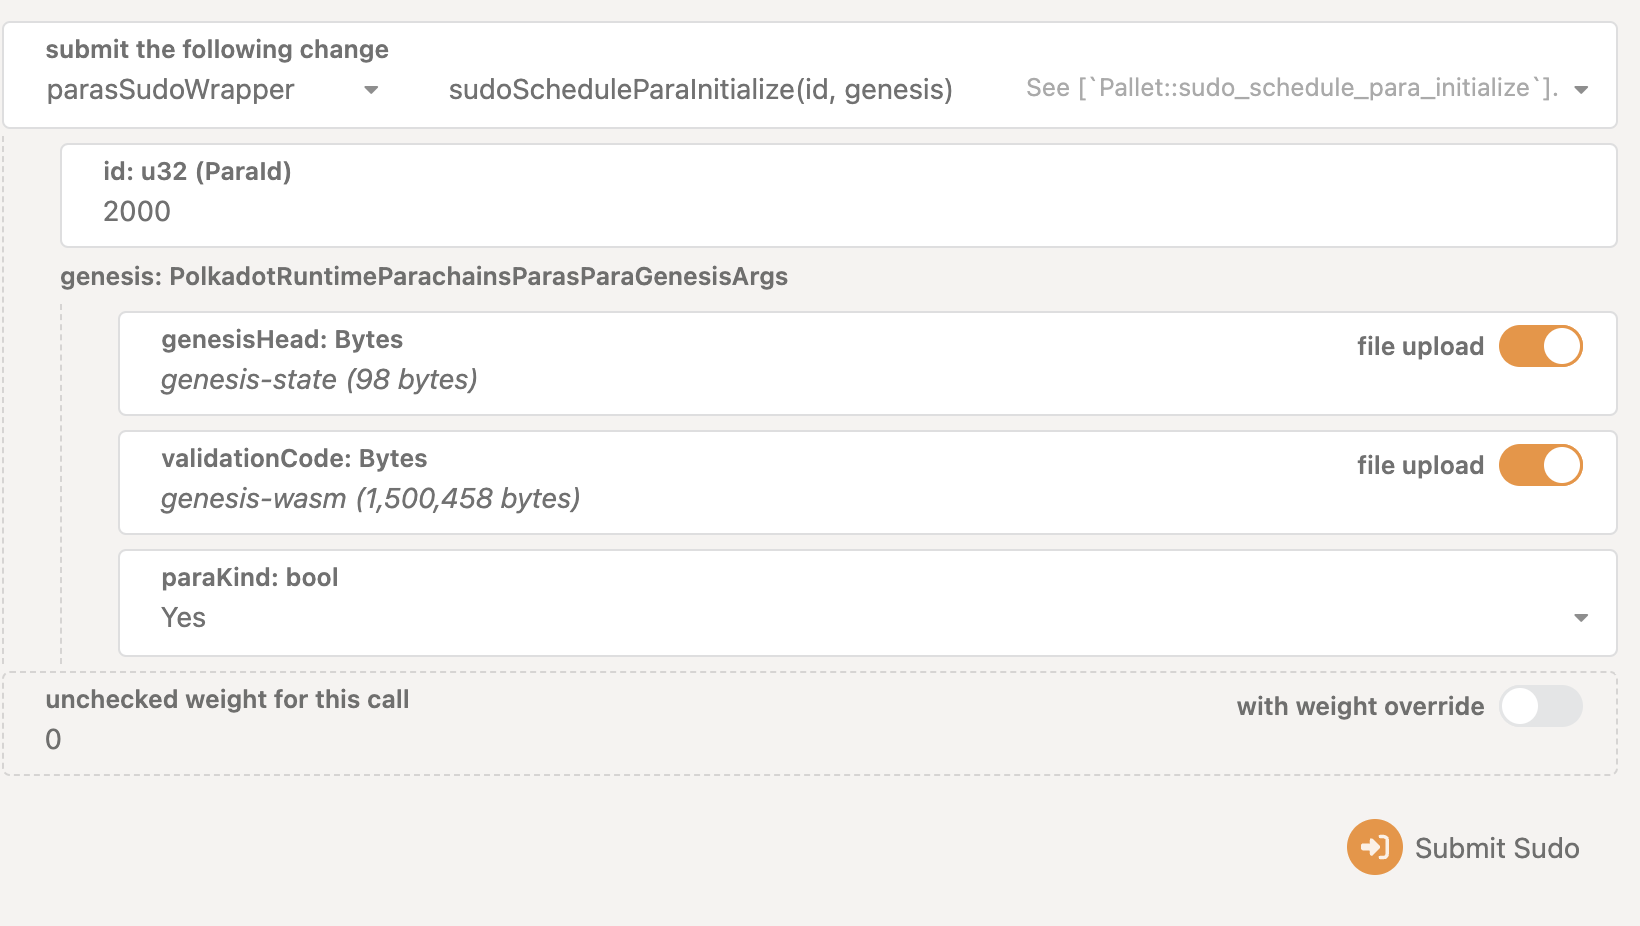 submit the following change
parasSudoWrapper sudoScheduleParaInitialize(id, genesis) See [`Pallet::sudo_schedule_para_initialize`].
id: u32 (ParaId)
2000
genesis: PolkadotRuntimeParachainsParasParaGenesisArgs
genesisHead: Bytes file upload
genesis-state (98 bytes)
validationCode: Bytes file upload
genesis-wasm (1,500,458 bytes)
paraKind: bool
Yes
unchecked weight for this call with weight override
0
Submit Sudo